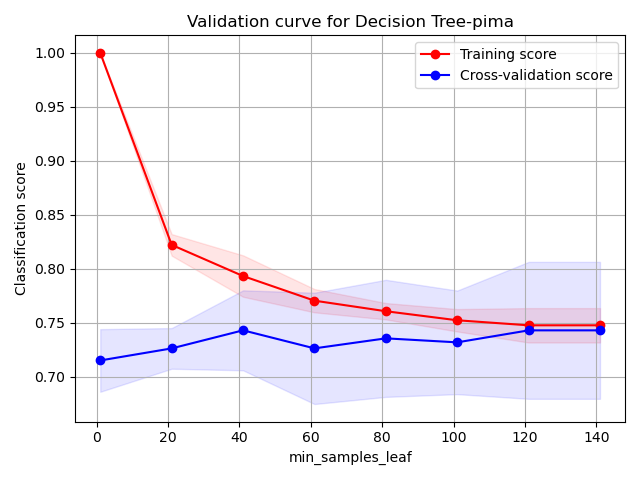 Validation curve for Decision Tree-pima
Training score
Cross-validation score
Classification score
1.00
0.95
0.90
0.85
0.80
0.75
0.70
0 20 40 60 80 100 120 140
min_samples_leaf